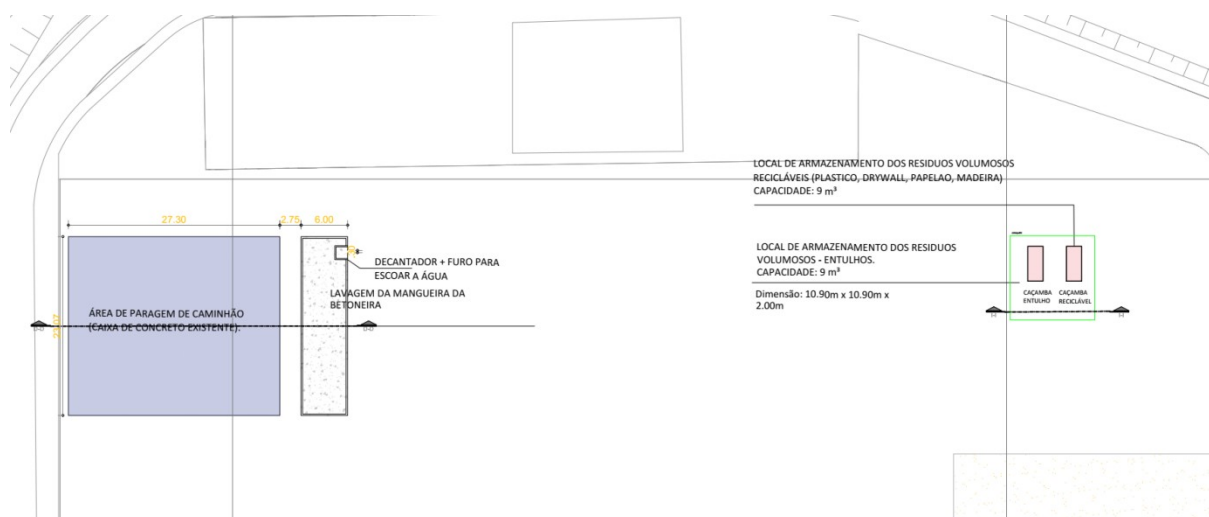 LOCAL DE ARMAZENAMENTO DOS RESIDUOS VOLUMOSOS
RECICLÁVEIS (PLASTICO, DRYWALL, PAPELAO, MADEIRA)
CAPACIDADE: 9 m³
27.30
2.75
6.00
LOCAL DE ARMAZENAMENTO DOS RESIDUOS
VOLUMOSOS - ENTULHOS.
CAPACIDADE: 9 m³
DECANTADOR + FURO PARA
ESCOAR A ÁGUA
LAVAGEM DA MANGUEIRA DA
BETONEIRA
Dimensão: 10.90m x 10.90m x
2.00m
CAÇAMBA
ENTULHO
CAÇAMBA
RECICLÁVEL
ÁREA DE PARAGEM DE CAMINHÃO
(CAIXA DE CONCRETO EXISTENTE).